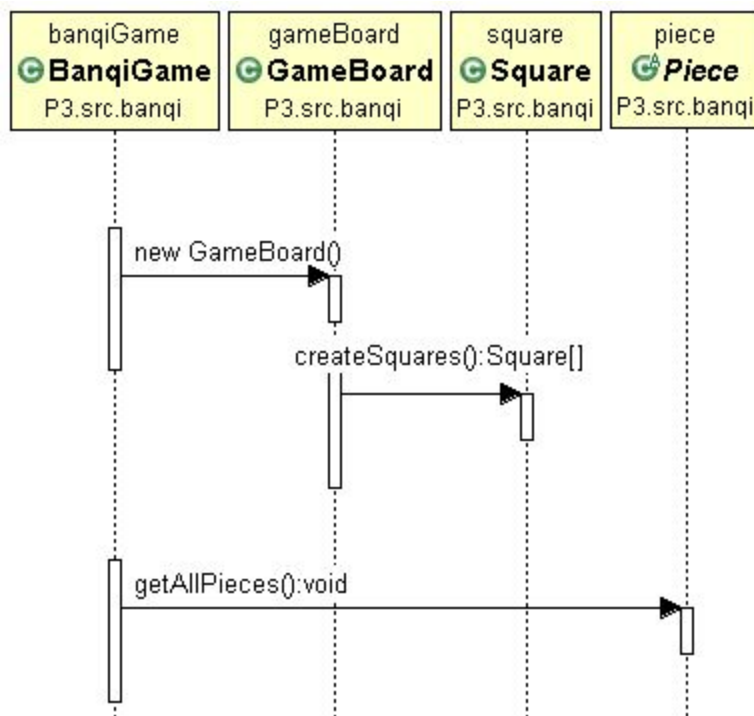 banqiGame
BanqiGame
P3.src.banqi
gameBoard
GameBoard
P3.src.banqi
square
Square
P3.src.banqi
piece
Piece
P3.src.banqi
new GameBoard()
createSquares():Square[]
getAllPieces():void